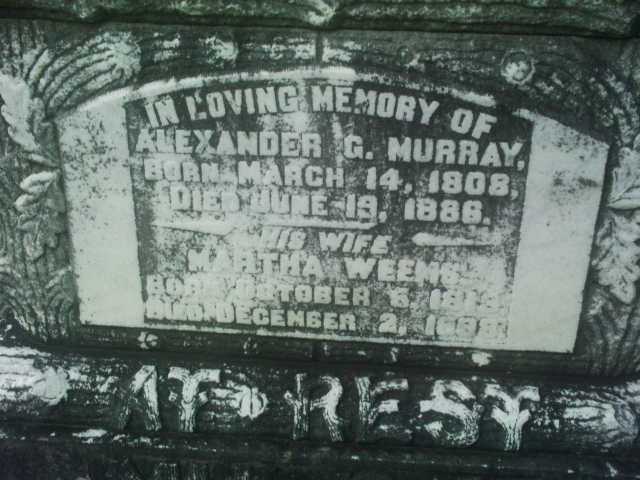 IN LOVING MEMORY OF
ALEXANDER G. MURRAY,
BORN MARCH 14, 1808,
DIED JUNE 19, 1886.
HIS WIFE
MARTHA WEEMS
BORN OCTOBER
DIED DECEMBER 2,
AT REST